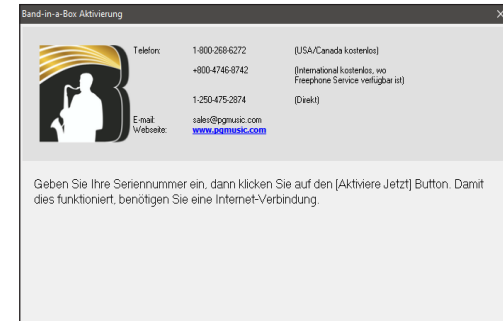 Band-in-a-Box Aktivierung
Telefon: 1-800-268-6272 (USA/Canada kostenlos)
+800-4746-8742 (International kostenlos, wo
Freephone Service verfügbar ist)
1-250-475-2874 (Direkt)
E-mail: sales@pgmusic.com
Webseite: www.pgmusic.com
Geben Sie Ihre Seriennummer ein, dann klicken Sie auf den [Aktiviere Jetzt] Button. Damit
dies funktioniert, benötigen Sie eine Internet-Verbindung.